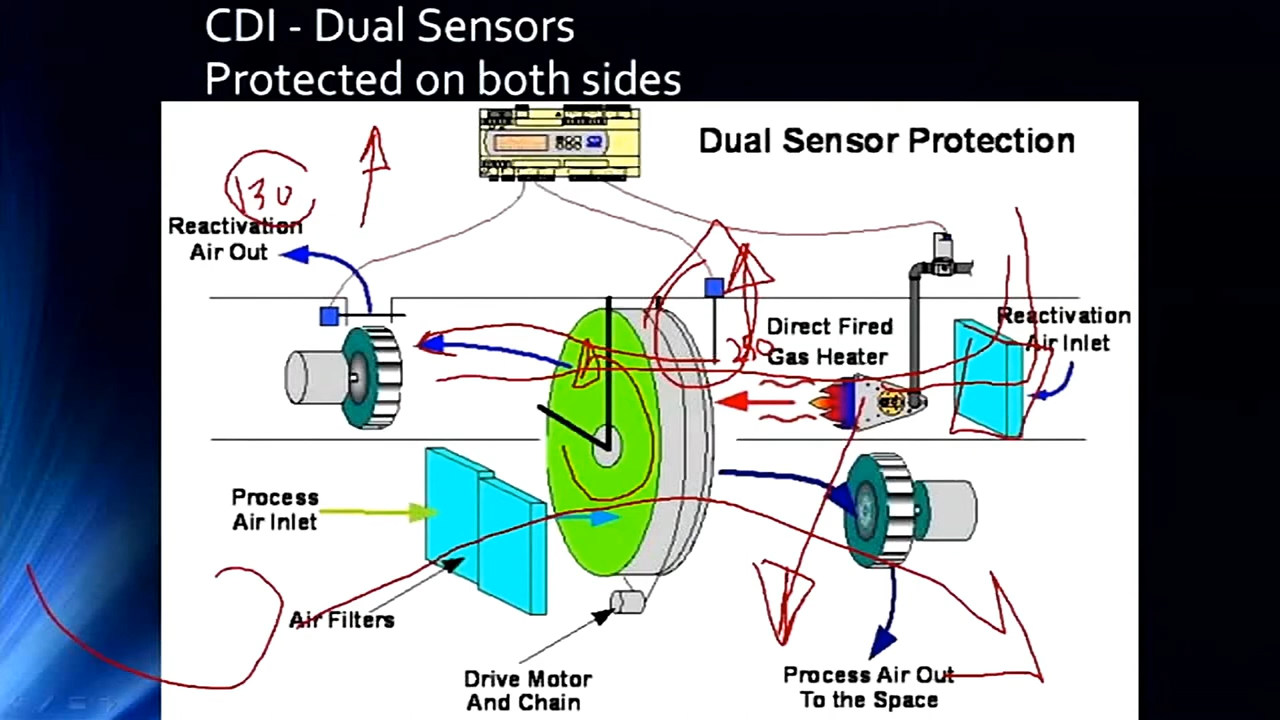 CDI - Dual Sensors
Protected on both sides
Dual Sensor Protection
130
Reactivation
Air Out
Direct Fired
Gas Heater
Reactivation
Air Inlet
Process
Air Inlet
Air Filters
Drive Motor
And Chain
Process Air Out
To the Space